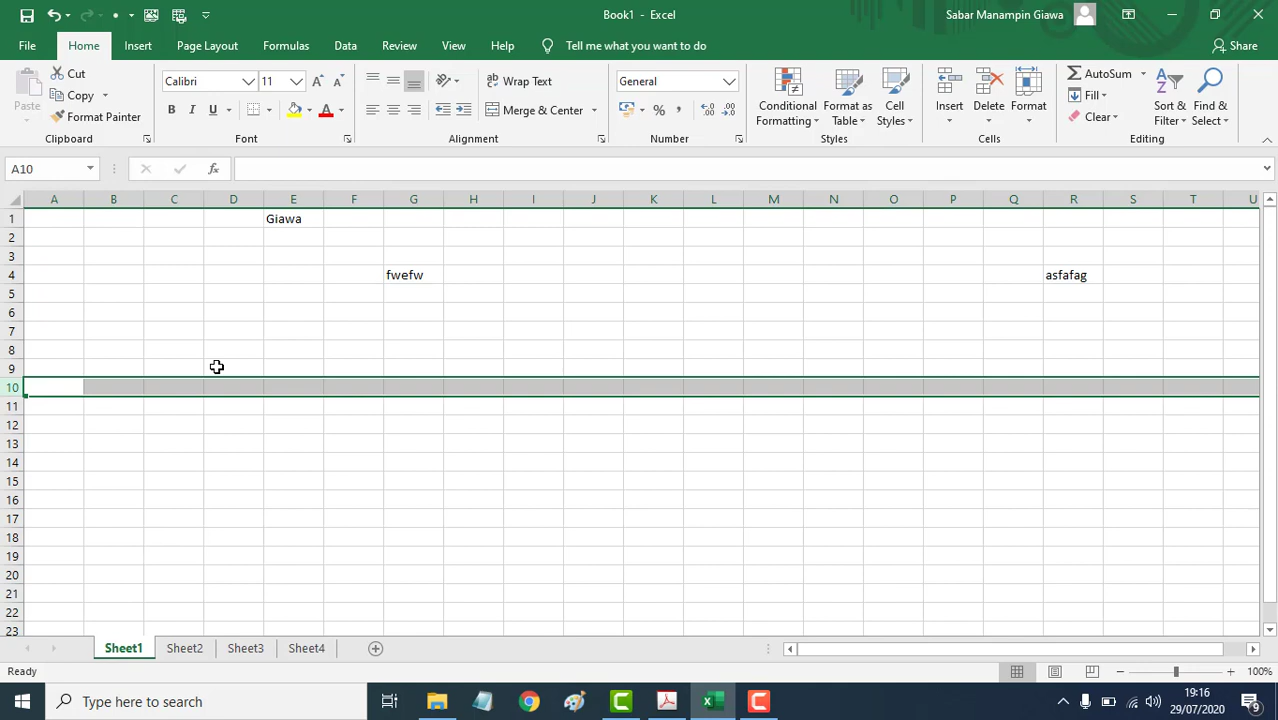 Book1 - Excel
Sabar Manampin Giawa
File Home Insert Page Layout Formulas Data Review View Help Tell me what you want to do Share
Paste
Cut
Copy
Format Painter
Clipboard
Calibri 11
B I U
Font
Wrap Text
Merge & Center
Alignment
General
Number
Conditional Formatting
Format as Table
Cell Styles
Styles
Insert
Delete
Format
Cells
AutoSum
Fill
Clear
Sort & Filter
Find & Select
Editing
A10
fx
A B C D E F G H I J K L M N O P Q R S T U
1 Giawa
2
3
4 fwefw asfafag
5
6
7
8
9
10
11
12
13
14
15
16
17
18
19
20
21
22
23
Sheet1 Sheet2 Sheet3 Sheet4
Ready
100%
Type here to search
19:16
29/07/2020
9